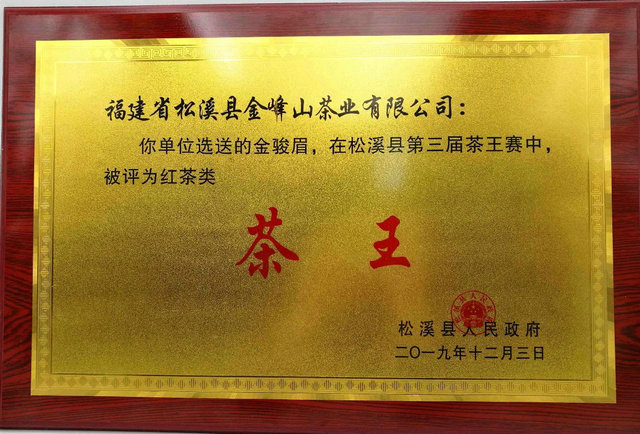 福建省松溪县金峰山茶业有限公司：
你单位选送的金骏眉，在松溪县第三届茶王赛中，
被评为红茶类
茶王
松溪县人民政府
二〇一九年十二月三日